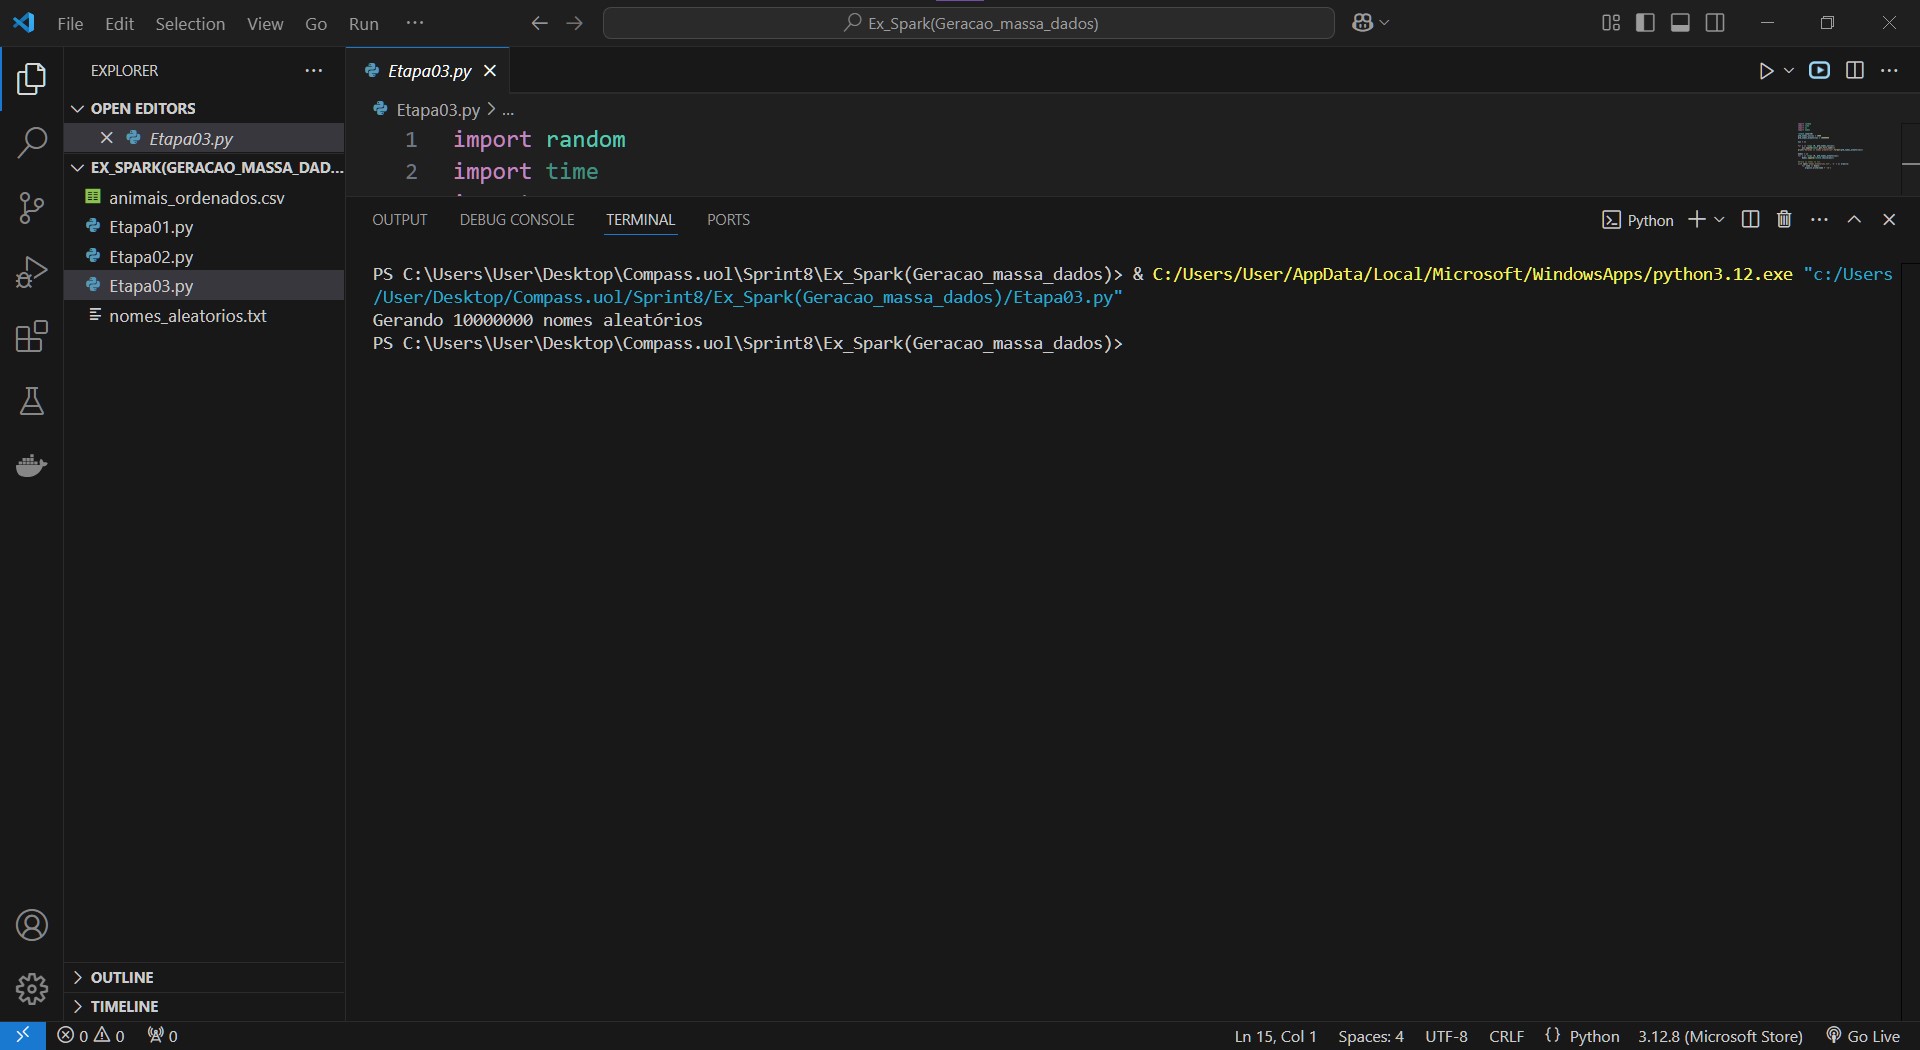 File Edit Selection View Go Run ···
Ex_Spark(Geracao_massa_dados)
EXPLORER
OPEN EDITORS
Etapa03.py
EX_SPARK(GERACAO_MASSA_DAD...
animais_ordenados.csv
Etapa01.py
Etapa02.py
Etapa03.py
nomes_aleatorios.txt
OUTLINE
TIMELINE
Etapa03.py
Etapa03.py > ...
1 import random
2 import time
OUTPUT DEBUG CONSOLE TERMINAL PORTS
Python
PS C:\Users\User\Desktop\Compass.uol\Sprint8\Ex_Spark(Geracao_massa_dados)> & C:/Users/User/AppData/Local/Microsoft/WindowsApps/python3.12.exe "c:/Users
/User/Desktop/Compass.uol/Sprint8/Ex_Spark(Geracao_massa_dados)/Etapa03.py"
Gerando 10000000 nomes aleatórios
PS C:\Users\User\Desktop\Compass.uol\Sprint8\Ex_Spark(Geracao_massa_dados)>
0 0 0
Ln 15, Col 1 Spaces: 4 UTF-8 CRLF {} Python 3.12.8 (Microsoft Store) Go Live